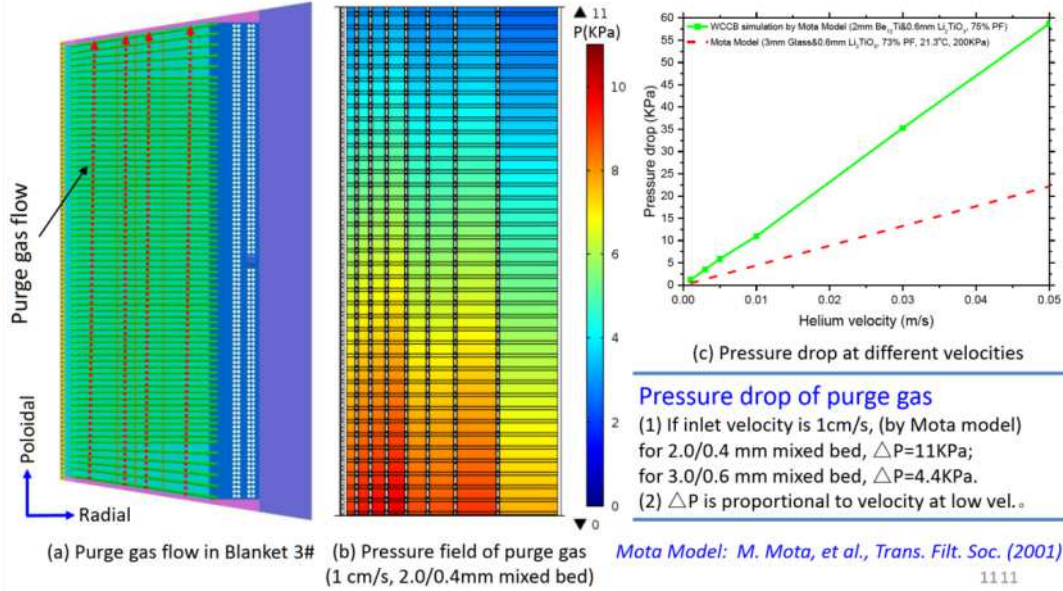 Purge gas flow
Poloidal
Radial
(a) Purge gas flow in Blanket 3#
▲ 11
P(KPa)
10
8
6
4
2
0
▼ 0
(b) Pressure field of purge gas
(1 cm/s, 2.0/0.4mm mixed bed)
60
55
50
45
40
35
30
25
20
15
10
5
0
Pressure drop (KPa)
WCCB simulation by Mota Model (2mm Be₁₂Ti&0.6mm Li₂TiO₃, 75% PF)
Mota Model (3mm Glass&0.6mm Li₂TiO₃, 73% PF, 21.3°C, 200KPa)
0.00 0.01 0.02 0.03 0.04 0.05
Helium velocity (m/s)
(c) Pressure drop at different velocities
Pressure drop of purge gas
(1) If inlet velocity is 1cm/s, (by Mota model)
for 2.0/0.4 mm mixed bed, △P=11KPa;
for 3.0/0.6 mm mixed bed, △P=4.4KPa.
(2) △P is proportional to velocity at low vel.。
Mota Model: M. Mota, et al., Trans. Filt. Soc. (2001)
1111